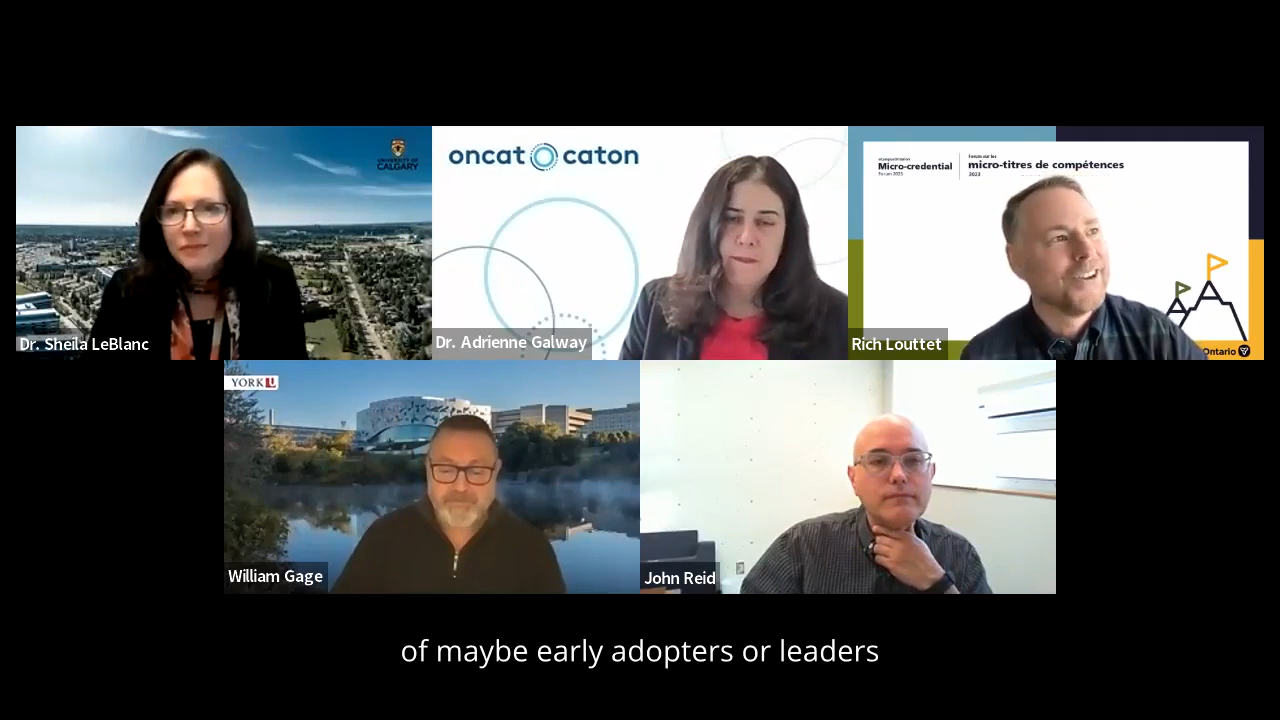 UNIVERSITY OF
CALGARY
Dr. Sheila LeBlanc
oncat caton
Dr. Adrienne Galway
Micro-credential
Forum 2023
Forum sur les
micro-titres de compétences
2023
Ontario
Rich Louttet
YORK U
William Gage
John Reid
of maybe early adopters or leaders